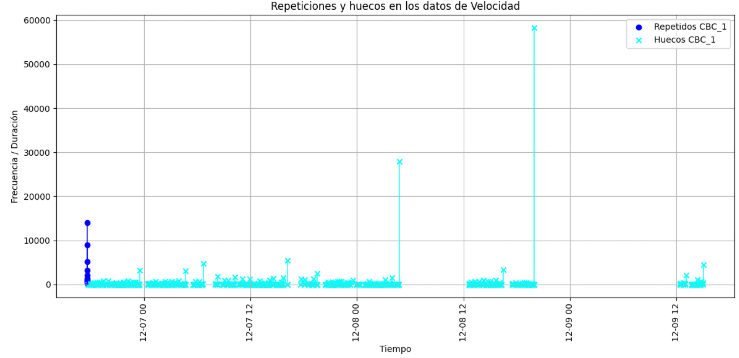 Repeticiones y huecos en los datos de Velocidad
Repetidos CBC_1
Huecos CBC_1
Frecuencia / Duración
60000
50000
40000
30000
20000
10000
0
12-07 00
12-07 12
12-08 00
12-08 12
12-09 00
12-09 12
Tiempo